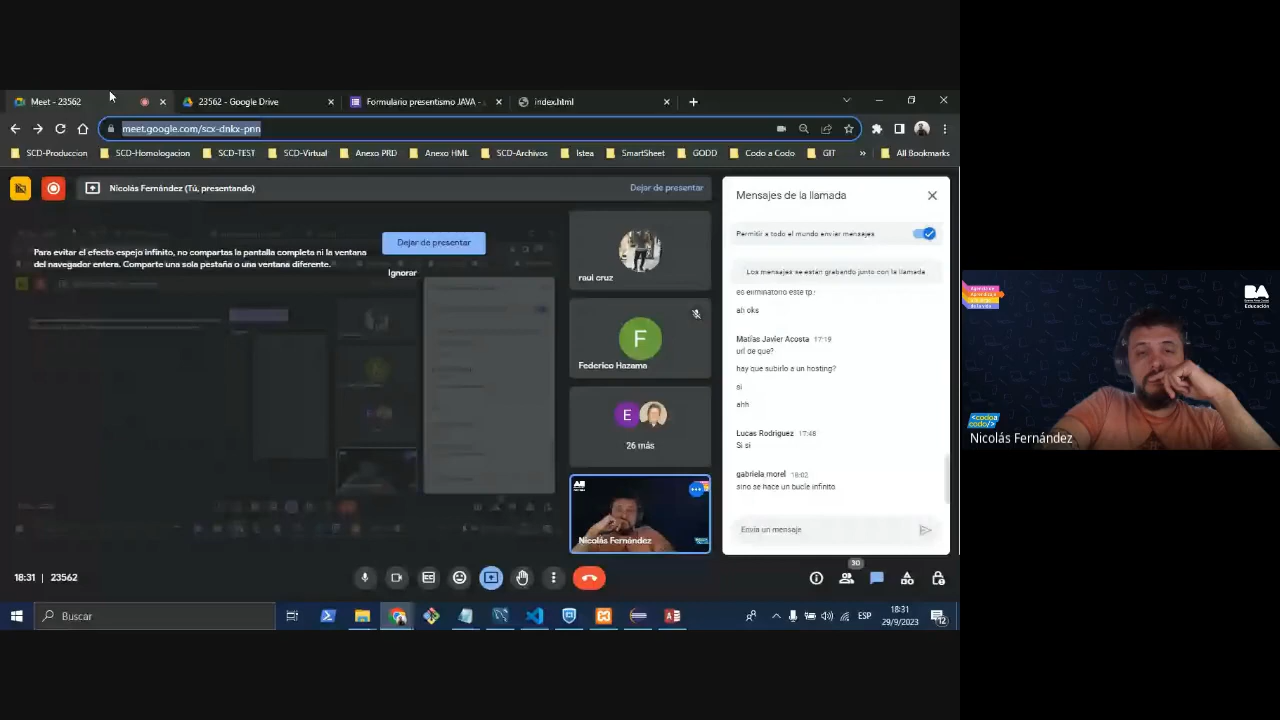 Meet - 23562
23562 - Google Drive
Formulario presentismo JAVA -
index.html
meet.google.com/scx-dnkx-pnn
SCD-Produccion
SCD-Homologacion
SCD-TEST
SCD-Virtual
Anexo PRD
Anexo HML
SCD-Archivos
Istea
SmartSheet
GODD
Codo a Codo
GIT
»
All Bookmarks
Nicolás Fernández (Tú, presentando)
Dejar de presentar
Para evitar el efecto espejo infinito, no compartas la pantalla completa ni la ventana
del navegador entera. Comparte una sola pestaña o una ventana diferente.
Dejar de presentar
Ignorar
raul cruz
F
Federico Hazama
E
26 más
Nicolás Fernández
Mensajes de la llamada
Permitir a todo el mundo enviar mensajes
Los mensajes se están grabando junto con la llamada
es eliminatorio este tp?
ah oks
Matías Javier Acosta 17:19
url de que?
hay que subirlo a un hosting?
si
ahh
Lucas Rodriguez 17:48
Si si
gabriela morel 18:02
sino se hace un bucle infinito
Envía un mensaje
18:31 | 23562
30
Buscar
ESP
18:31
29/9/2023
12
BA
Educación
<codo a
codo/>
Nicolás Fernández